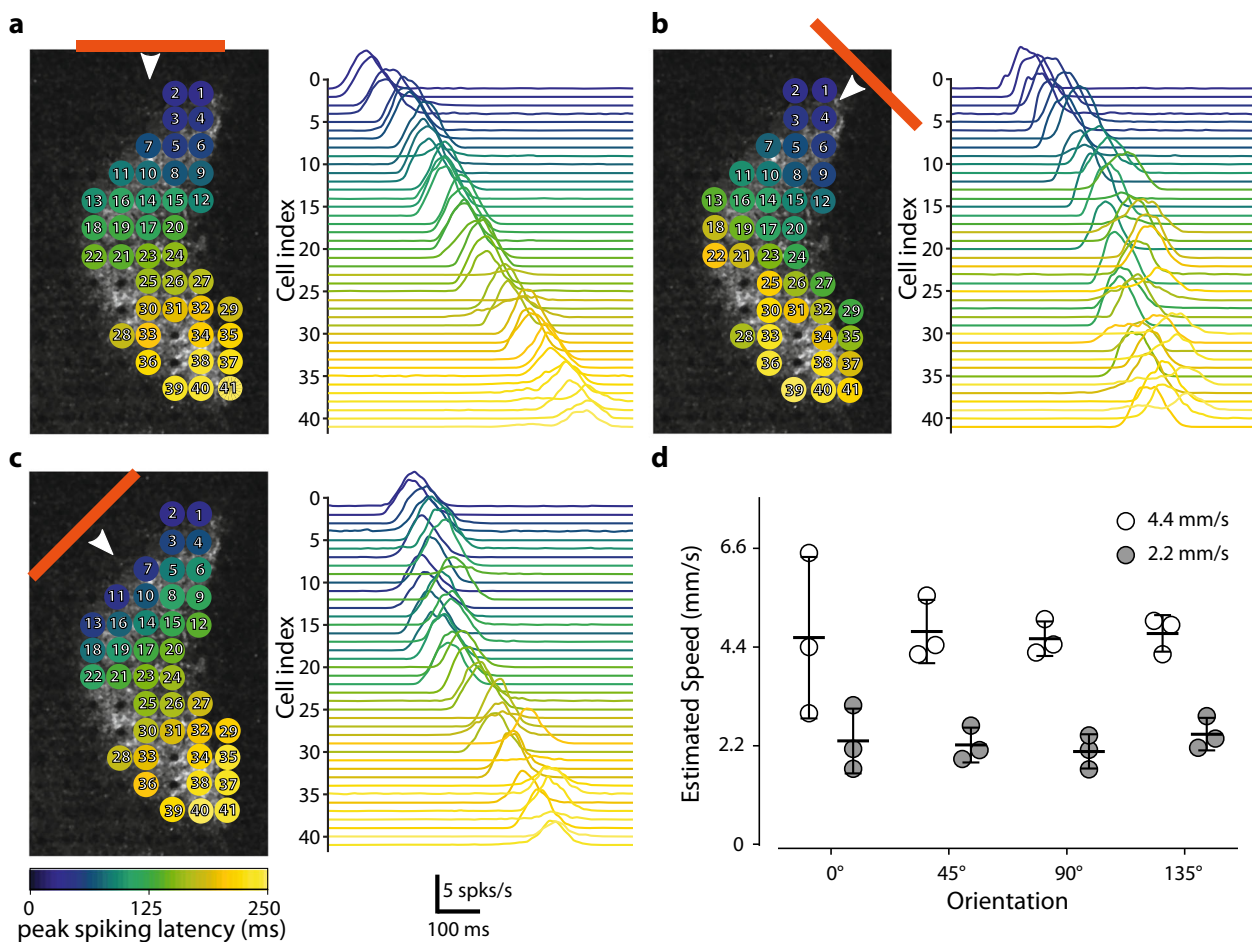 a
2 1
3 4
7 5 6
11 10 8 9
13 16 14 15 12
18 19 17 20
22 21 23 24
25 26 27
30 31 32 29
28 33 34 35
36 38 37
39 40 41
Cell index
0
5
10
15
20
25
30
35
40
b
2 1
3 4
7 5 6
11 10 8 9
13 16 14 15 12
18 19 17 20
22 21 23 24
25 26 27
30 31 32 29
28 33 34 35
36 38 37
39 40 41
Cell index
0
5
10
15
20
25
30
35
40
c
2 1
3 4
7 5 6
11 10 8 9
13 16 14 15 12
18 19 17 20
22 21 23 24
25 26 27
30 31 32 29
28 33 34 35
36 38 37
39 40 41
0 125 250
peak spiking latency (ms)
Cell index
0
5
10
15
20
25
30
35
40
5 spks/s
100 ms
d
4.4 mm/s
2.2 mm/s
Estimated Speed (mm/s)
6.6
4.4
2.2
0
0° 45° 90° 135°
Orientation